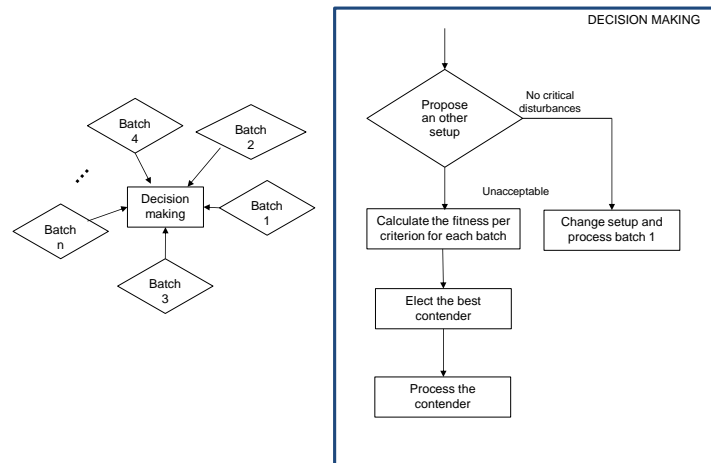 DECISION MAKING
Batch
4
Batch
2
...
Decision
making
Batch
n
Batch
1
Batch
3
Propose
an other
setup
No critical
disturbances
Unacceptable
Calculate the fitness per
criterion for each batch
Change setup and
process batch 1
Elect the best
contender
Process the
contender